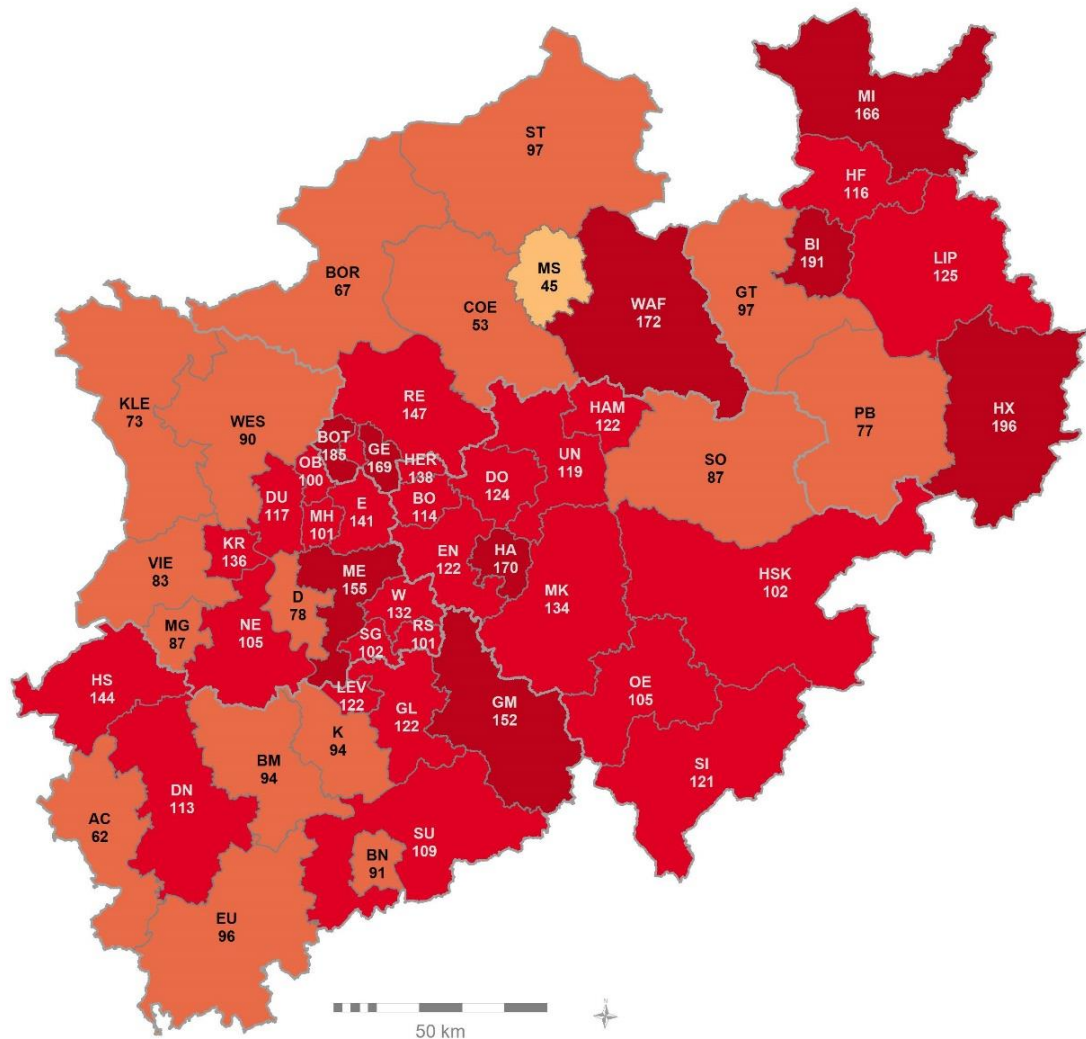 MI
166
ST
97
HF
116
BI
191
LIP
125
MS
45
BOR
67
COE
53
WAF
172
GT
97
KLE
73
WES
90
RE
147
HAM
122
PB
77
HX
196
BOT
185
GE
169
HER
138
OB
100
DO
124
UN
119
SO
87
DU
117
MH
101
E
141
BO
114
KR
136
EN
122
HA
170
VIE
83
ME
155
D
78
W
132
MK
134
HSK
102
MG
87
NE
105
SG
102
RS
101
HS
144
LEV
122
GL
122
GM
152
OE
105
K
94
BM
94
SI
121
DN
113
AC
62
SU
109
BN
91
EU
96
N
50 km